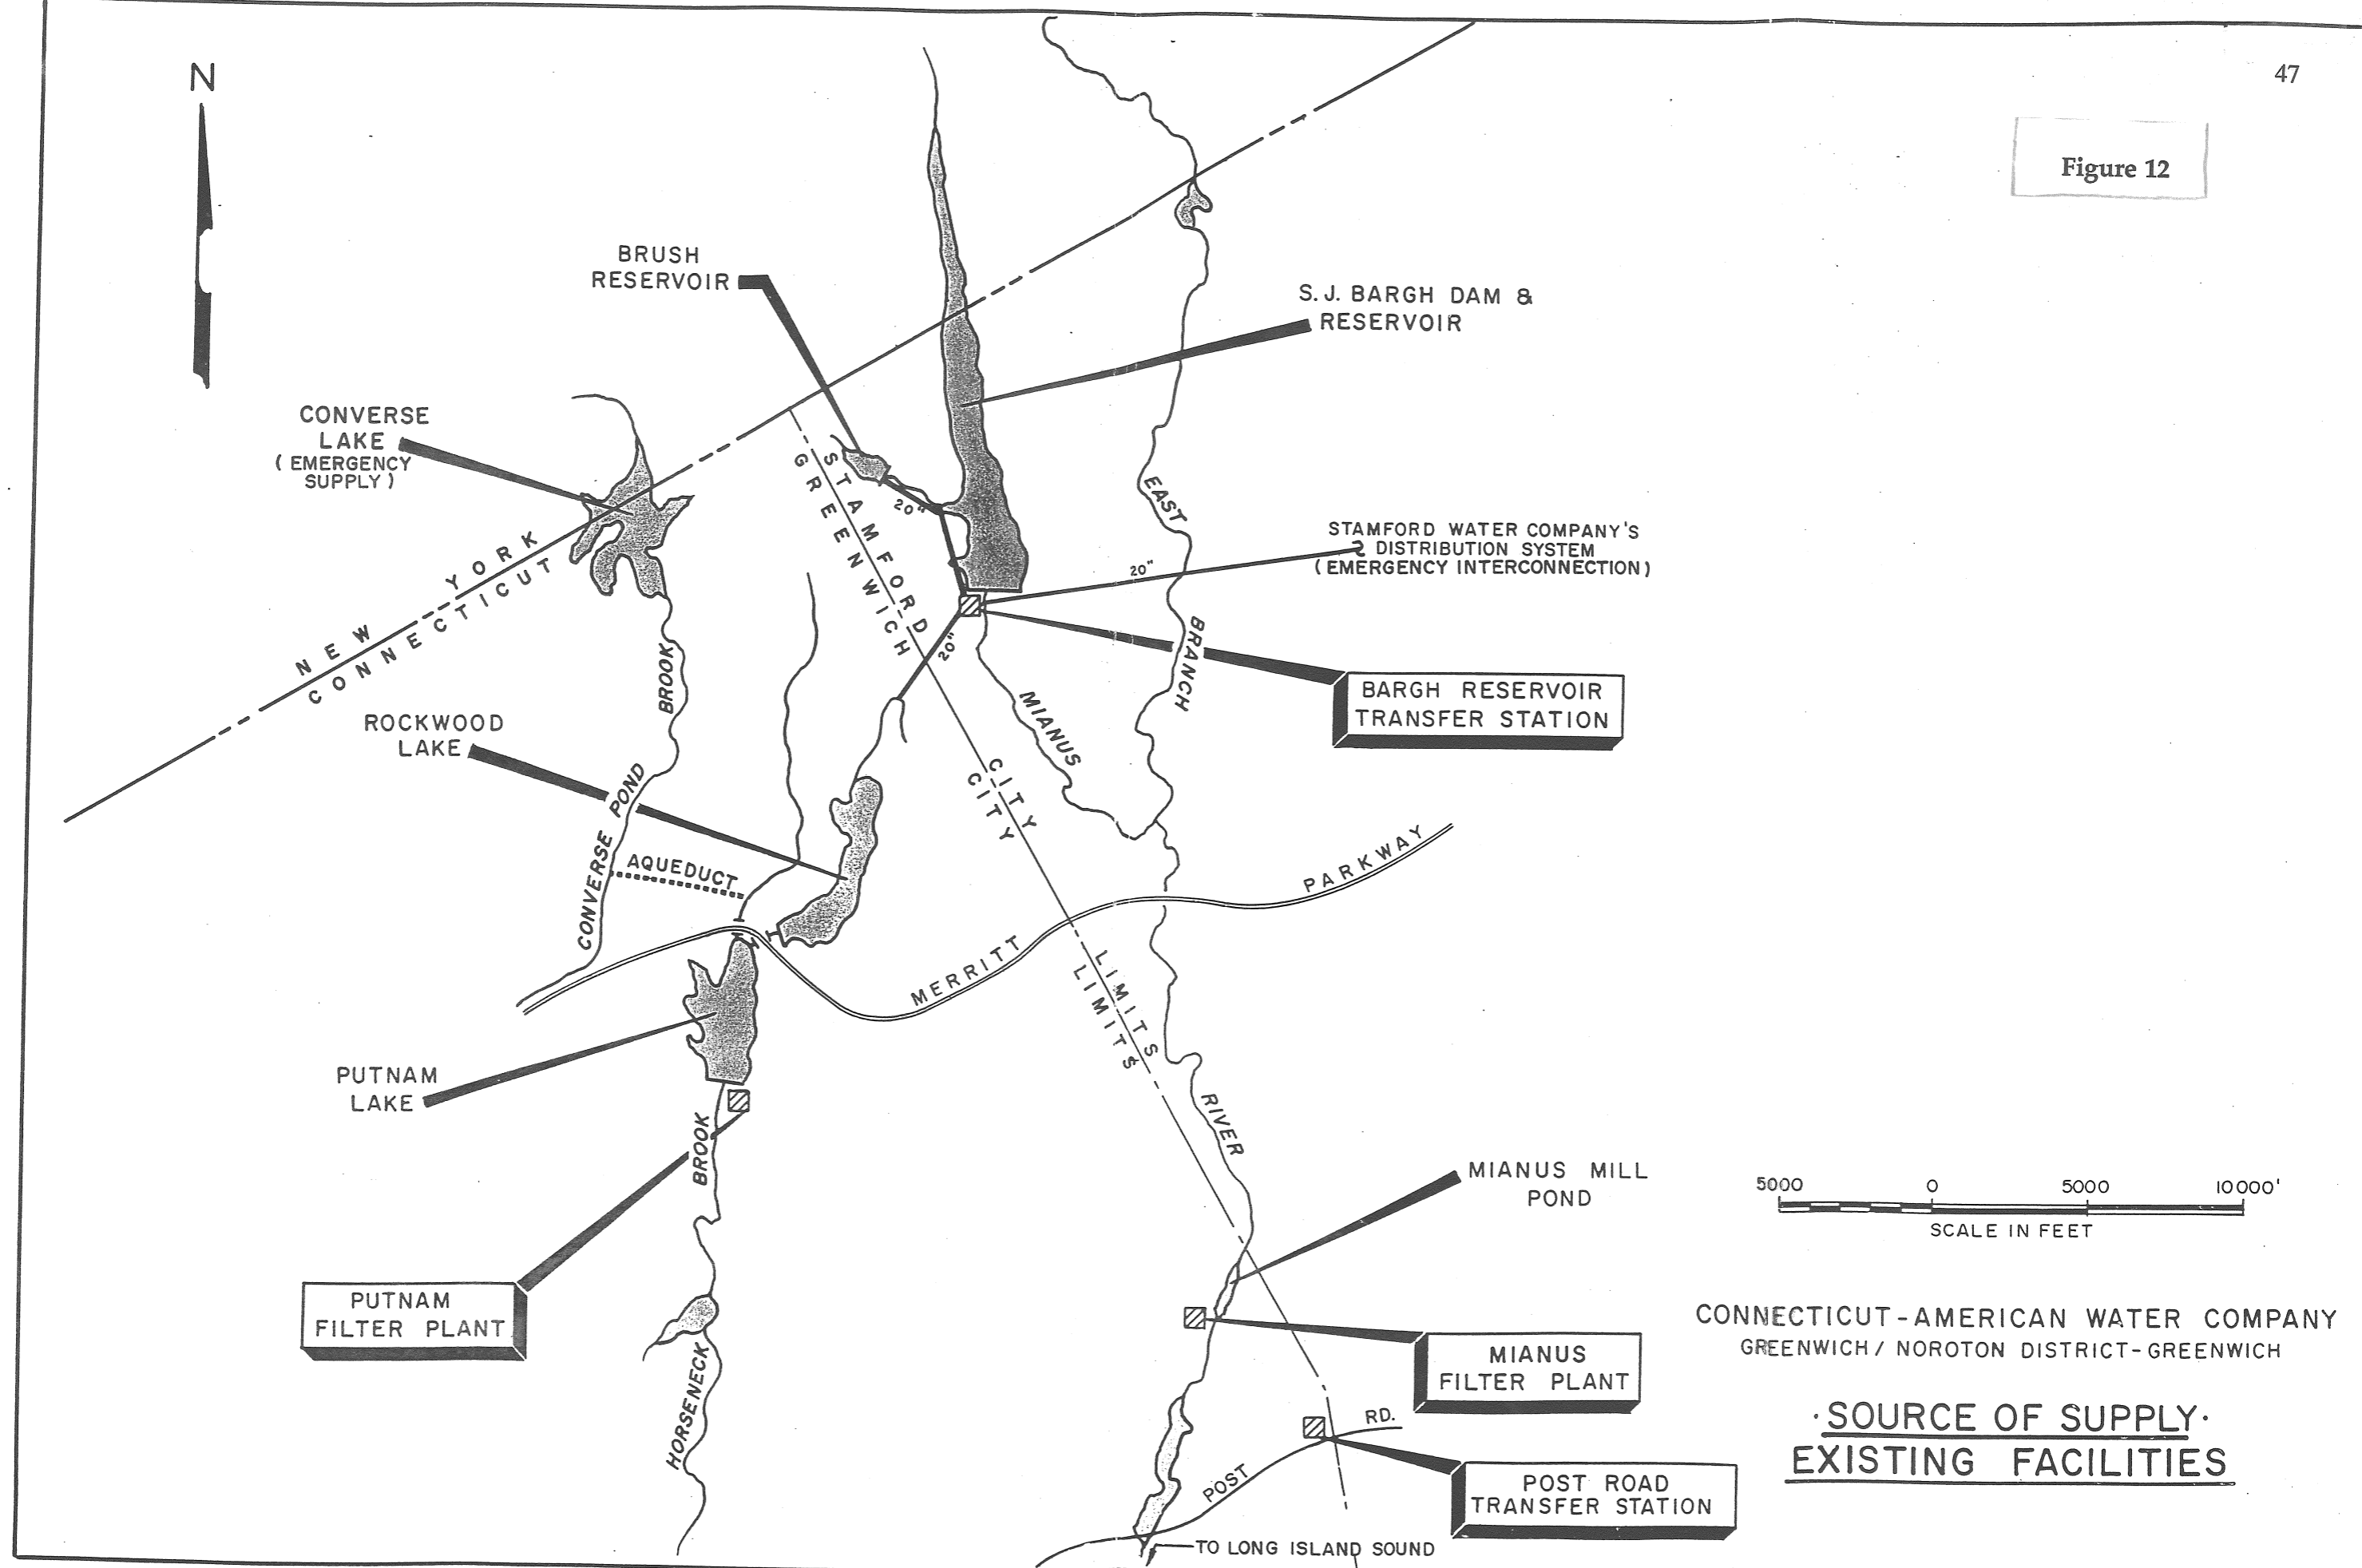 47
Figure 12
N
BRUSH
RESERVOIR
S. J. BARGH DAM &
RESERVOIR
CONVERSE
LAKE
( EMERGENCY
SUPPLY )
NEW YORK
CONNECTICUT
STAMFORD
GREENWICH
20"
EAST
BRANCH
STAMFORD WATER COMPANY'S
DISTRIBUTION SYSTEM
( EMERGENCY INTERCONNECTION )
20"
20"
BARGH RESERVOIR
TRANSFER STATION
BROOK
ROCKWOOD
LAKE
MIANUS
CITY
CITY
CONVERSE POND
AQUEDUCT
MERRITT PARKWAY
LIMITS
LIMITS
PUTNAM
LAKE
BROOK
RIVER
MIANUS MILL
POND
5000 0 5000 10000'
SCALE IN FEET
PUTNAM
FILTER PLANT
HORSENECK
MIANUS
FILTER PLANT
CONNECTICUT-AMERICAN WATER COMPANY
GREENWICH / NOROTON DISTRICT-GREENWICH
·SOURCE OF SUPPLY·
EXISTING FACILITIES
POST RD.
POST ROAD
TRANSFER STATION
TO LONG ISLAND SOUND